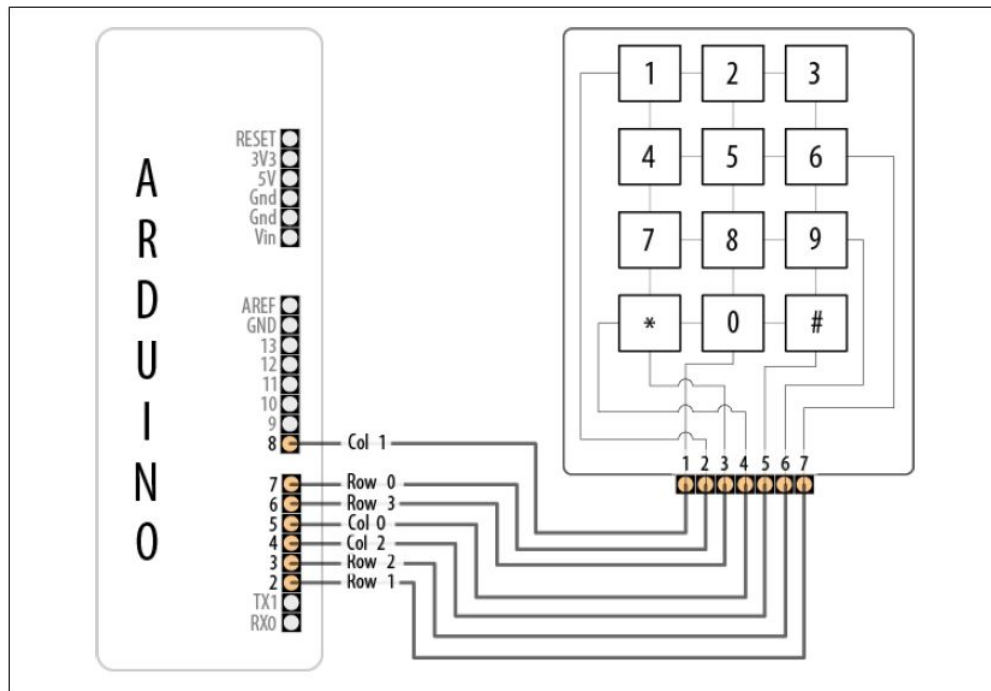 ARDUINO
RESET
3V3
5V
Gnd
Gnd
Vin
AREF
GND
13
12
11
10
9
8 Col 1
7 Row 0
6 Row 3
5 Col 0
4 Col 2
3 Row 2
2 Row 1
TX1
RX0
1 2 3
4 5 6
7 8 9
* 0 #
1 2 3 4 5 6 7